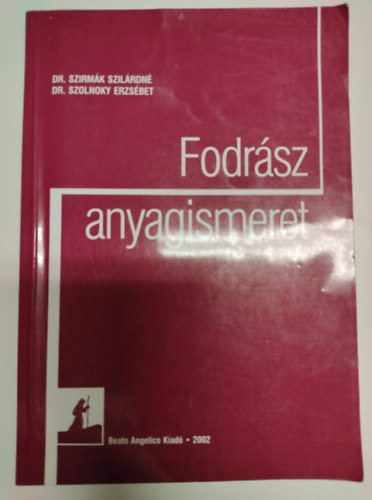 DR. SZIRMÁK SZILÁRDNÉ
DR. SZOLNOKY ERZSÉBET
Fodrász
anyagismeret
Beato Angelico Kiadó • 2002